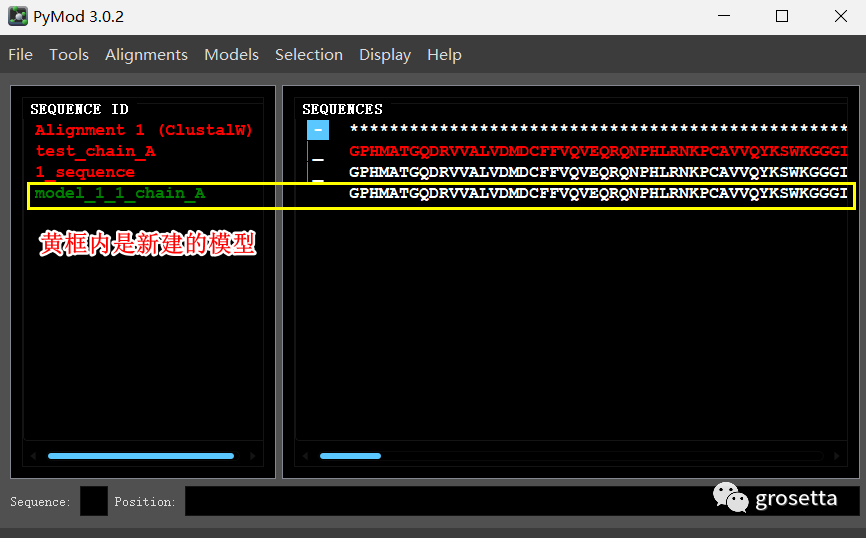 PyMod 3.0.2
File Tools Alignments Models Selection Display Help
SEQUENCE ID
Alignment 1 (ClustalW)
test_chain_A
1_sequence
model_1_1_chain_A
黄框内是新建的模型
SEQUENCES
- **************************************************
GPHMATGQDRVVALVDMDCFFVQVEQRQNPHLRNKPCAVVQYKSWKGGGI
GPHMATGQDRVVALVDMDCFFVQVEQRQNPHLRNKPCAVVQYKSWKGGGI
GPHMATGQDRVVALVDMDCFFVQVEQRQNPHLRNKPCAVVQYKSWKGGGI
Sequence: Position:
grosetta